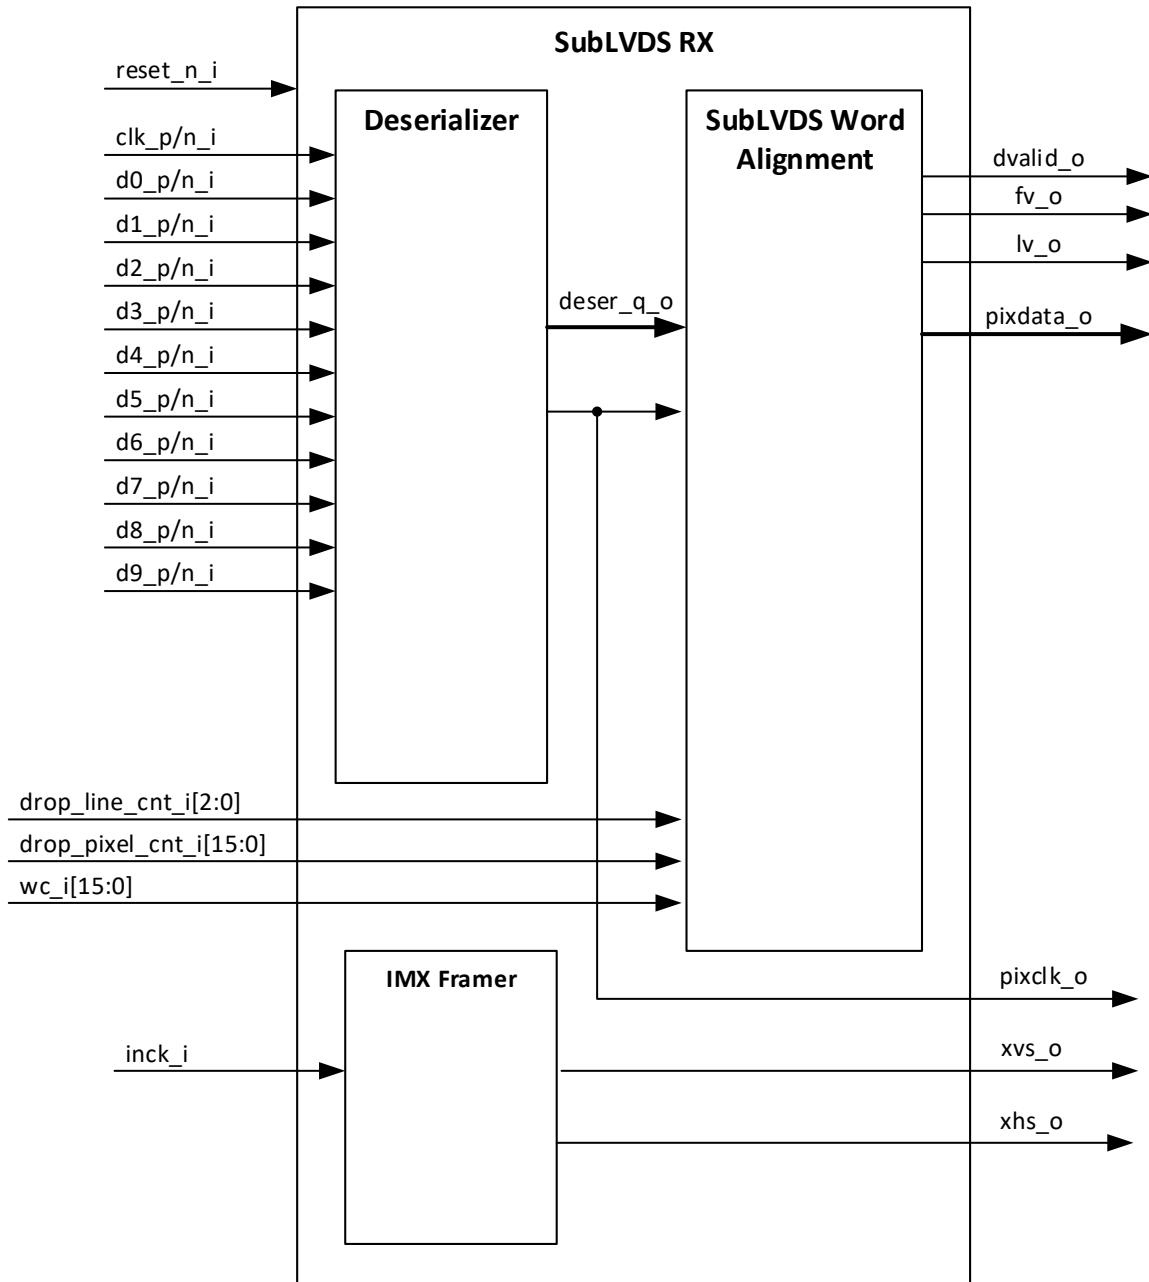 SubLVDS RX
reset_n_i
Deserializer
SubLVDS Word
Alignment
clk_p/n_i
d0_p/n_i
d1_p/n_i
d2_p/n_i
d3_p/n_i
d4_p/n_i
d5_p/n_i
d6_p/n_i
d7_p/n_i
d8_p/n_i
d9_p/n_i
deser_q_o
dvalid_o
fv_o
lv_o
pixdata_o
drop_line_cnt_i[2:0]
drop_pixel_cnt_i[15:0]
wc_i[15:0]
IMX Framer
inck_i
pixclk_o
xvs_o
xhs_o